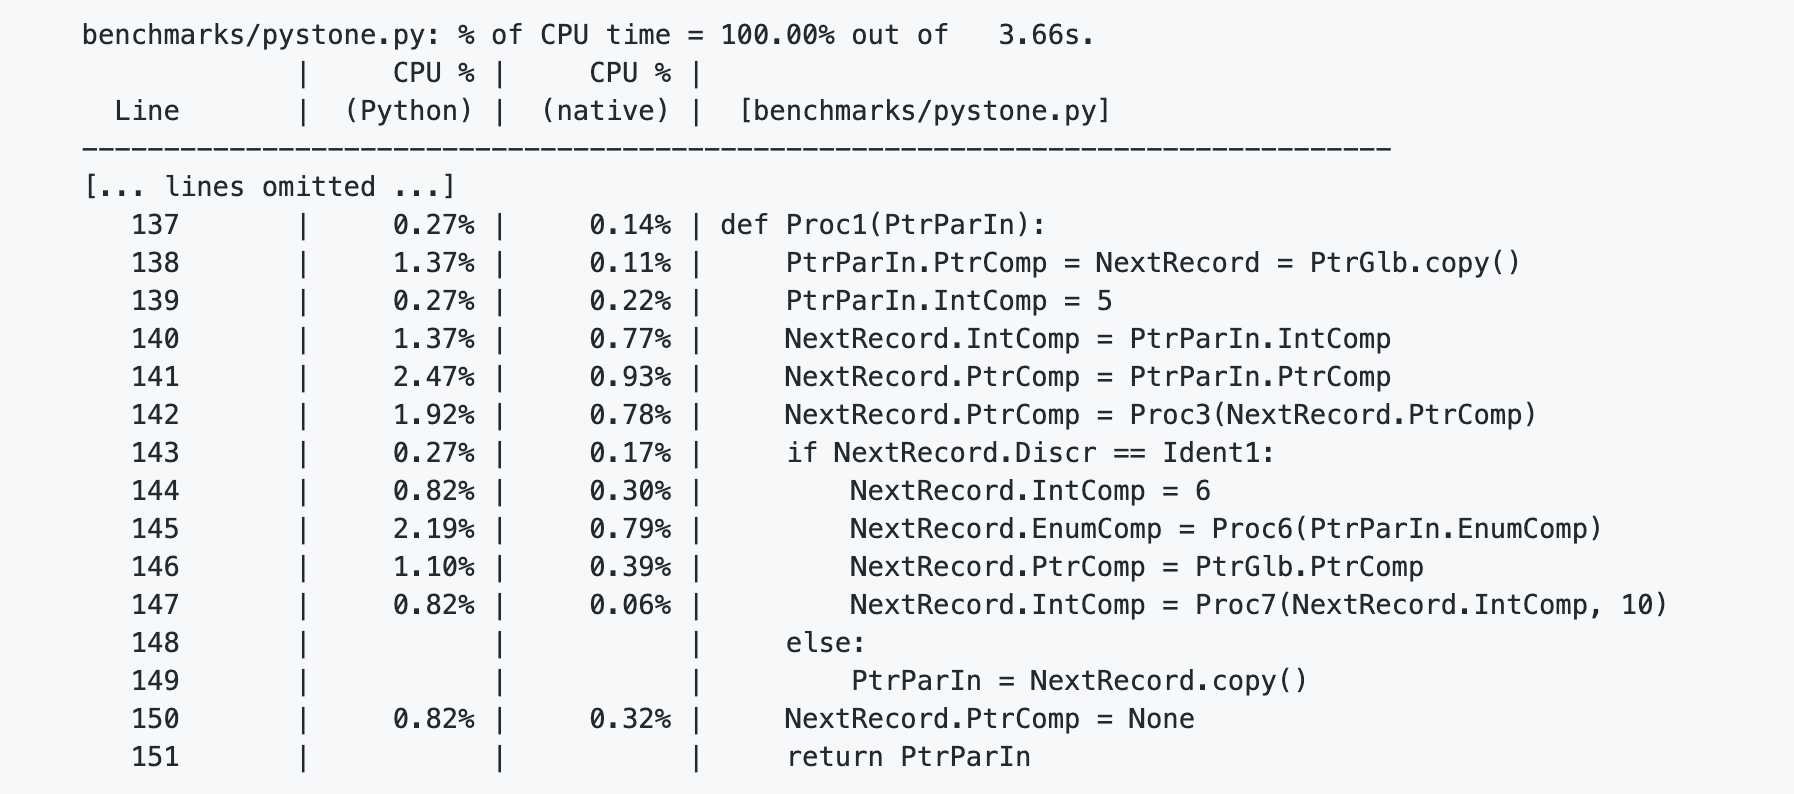 benchmarks/pystone.py: % of CPU time = 100.00% out of   3.66s.
             |     CPU % |     CPU % |
  Line       |  (Python) |  (native) |  [benchmarks/pystone.py]
--------------------------------------------------------------------------------
[... lines omitted ...]
   137       |     0.27% |     0.14% | def Proc1(PtrParIn):
   138       |     1.37% |     0.11% |     PtrParIn.PtrComp = NextRecord = PtrGlb.copy()
   139       |     0.27% |     0.22% |     PtrParIn.IntComp = 5
   140       |     1.37% |     0.77% |     NextRecord.IntComp = PtrParIn.IntComp
   141       |     2.47% |     0.93% |     NextRecord.PtrComp = PtrParIn.PtrComp
   142       |     1.92% |     0.78% |     NextRecord.PtrComp = Proc3(NextRecord.PtrComp)
   143       |     0.27% |     0.17% |     if NextRecord.Discr == Ident1:
   144       |     0.82% |     0.30% |         NextRecord.IntComp = 6
   145       |     2.19% |     0.79% |         NextRecord.EnumComp = Proc6(PtrParIn.EnumComp)
   146       |     1.10% |     0.39% |         NextRecord.PtrComp = PtrGlb.PtrComp
   147       |     0.82% |     0.06% |         NextRecord.IntComp = Proc7(NextRecord.IntComp, 10)
   148       |           |           |     else:
   149       |           |           |         PtrParIn = NextRecord.copy()
   150       |     0.82% |     0.32% |     NextRecord.PtrComp = None
   151       |           |           |     return PtrParIn